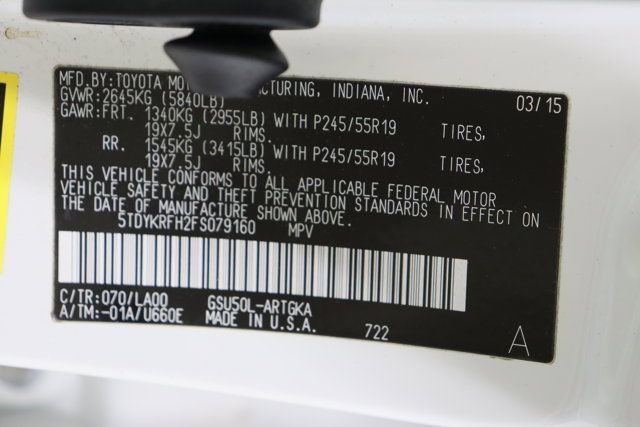 MFD.BY:TOYOTA MOTOR MANUFACTURING, INDIANA, INC. 03/15
GVWR:2645KG (5840LB)
GAWR:FRT. 1340KG (2955LB) WITH P245/55R19 TIRES,
19X7.5J RIMS.
RR. 1545KG (3415LB) WITH P245/55R19 TIRES,
19X7.5J RIMS.
THIS VEHICLE CONFORMS TO ALL APPLICABLE FEDERAL MOTOR
VEHICLE SAFETY AND THEFT PREVENTION STANDARDS IN EFFECT ON
THE DATE OF MANUFACTURE SHOWN ABOVE.
5TDYKRFH2FS079160 MPV
C/TR:070/LA00 GSU50L-ARTGKA
A/TM:-01A/U660E MADE IN U.S.A. 722 A